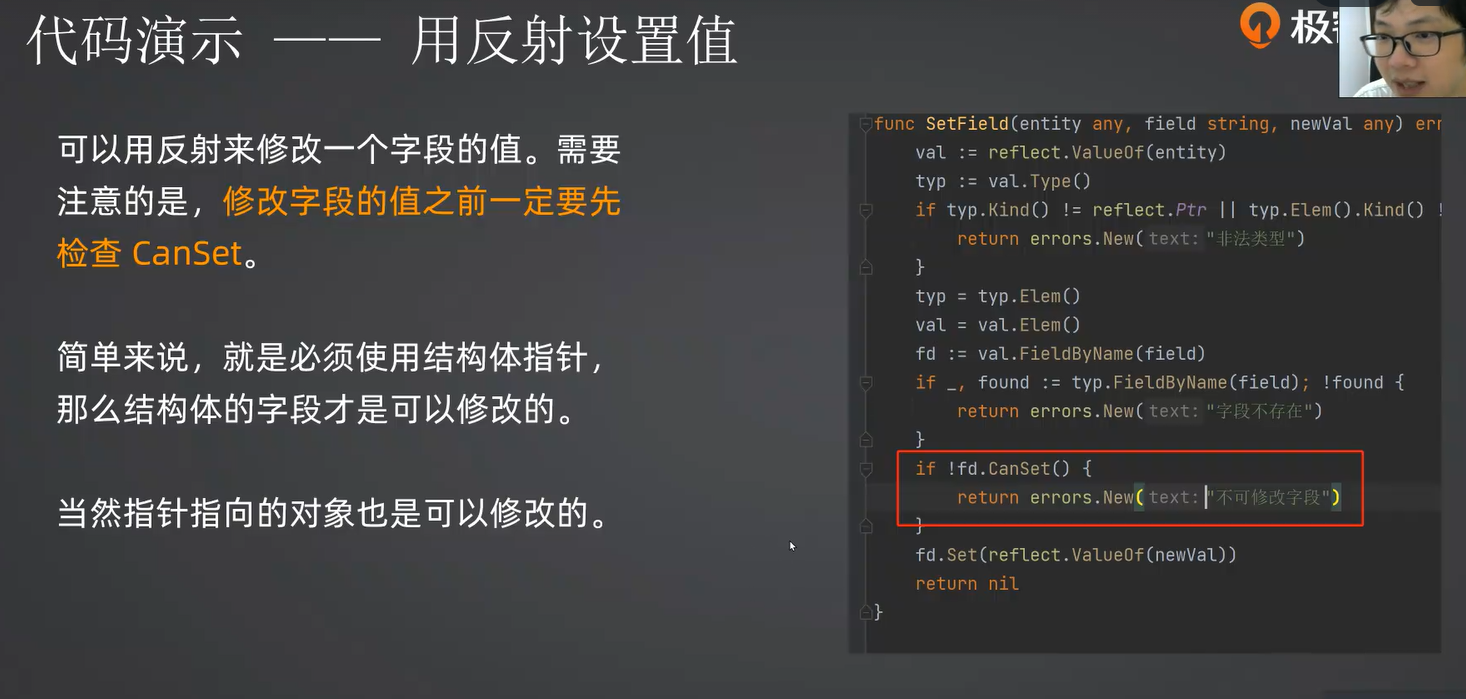 代码演示 —— 用反射设置值
极
可以用反射来修改一个字段的值。需要
注意的是，修改字段的值之前一定要先
检查 CanSet。
简单来说，就是必须使用结构体指针，
那么结构体的字段才是可以修改的。
当然指针指向的对象也是可以修改的。
func SetField(entity any, field string, newVal any) err
val := reflect.ValueOf(entity)
typ := val.Type()
if typ.Kind() != reflect.Ptr || typ.Elem().Kind() !
return errors.New( text: "非法类型")
}
typ = typ.Elem()
val = val.Elem()
fd := val.FieldByName(field)
if _, found := typ.FieldByName(field); !found {
return errors.New( text: "字段不存在")
}
if !fd.CanSet() {
return errors.New( text: "不可修改字段")
}
fd.Set(reflect.ValueOf(newVal))
return nil
}